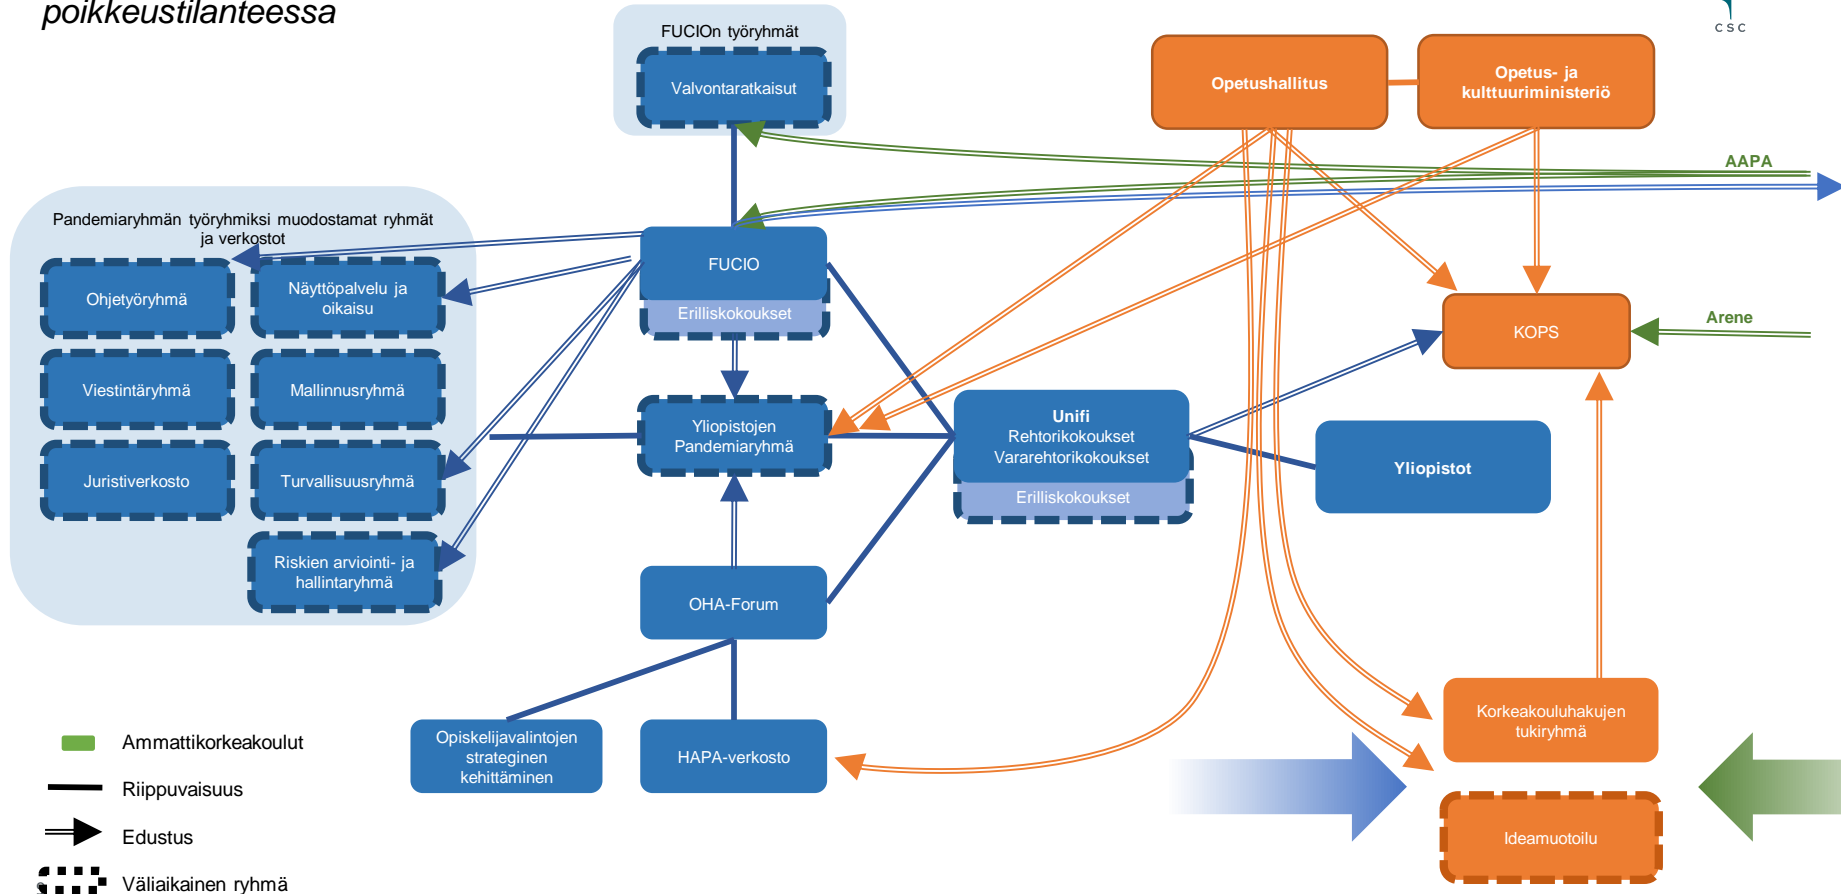 poikkeustilanteessa
CSC
FUCIOn työryhmät
Valvontaratkaisut
Opetushallitus
Opetus- ja
kulttuuriministeriö
AAPA
Pandemiaryhmän työryhmiksi muodostamat ryhmät
ja verkostot
Ohjetyöryhmä
Näyttöpalvelu ja
oikaisu
Viestintäryhmä
Mallinnusryhmä
Juristiverkosto
Turvallisuusryhmä
Riskien arviointi- ja
hallintaryhmä
FUCIO
Erilliskokoukset
Yliopistojen
Pandemiaryhmä
Unifi
Rehtorikokoukset
Vararehtorikokoukset
Erilliskokoukset
KOPS
Arene
Yliopistot
OHA-Forum
Opiskelijavalintojen
strateginen
kehittäminen
HAPA-verkosto
Korkeakouluhakujen
tukiryhmä
Ideamuotoilu
Ammattikorkeakoulut
Riippuvaisuus
Edustus
Väliaikainen ryhmä